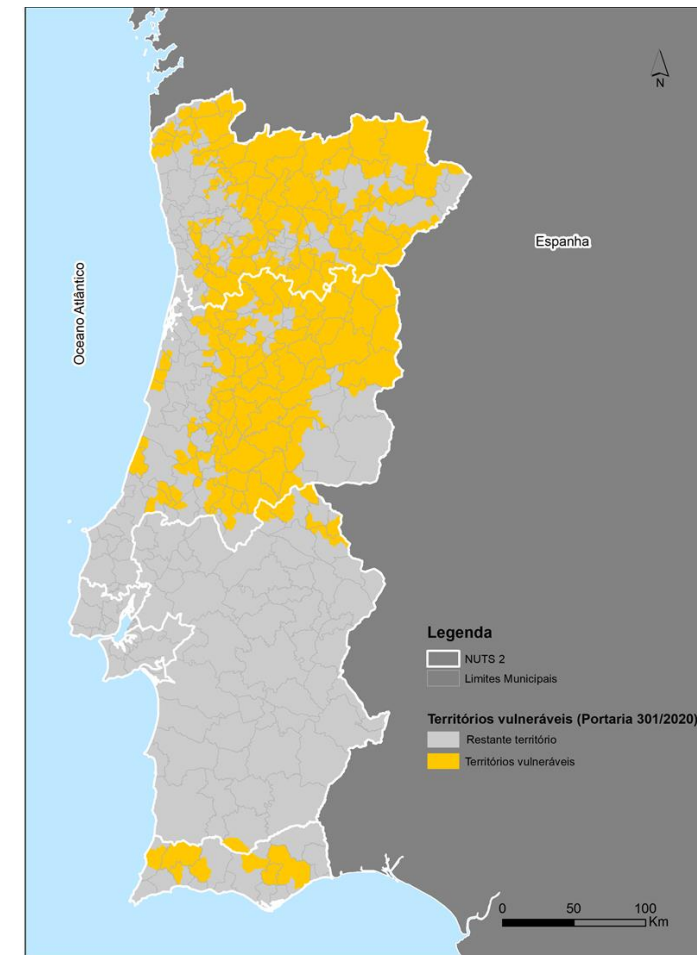 N
Espanha
Oceano Atlântico
Legenda
NUTS 2
Limites Municipais
Territórios vulneráveis (Portaria 301/2020)
Restante território
Territórios vulneráveis
0 50 100
Km